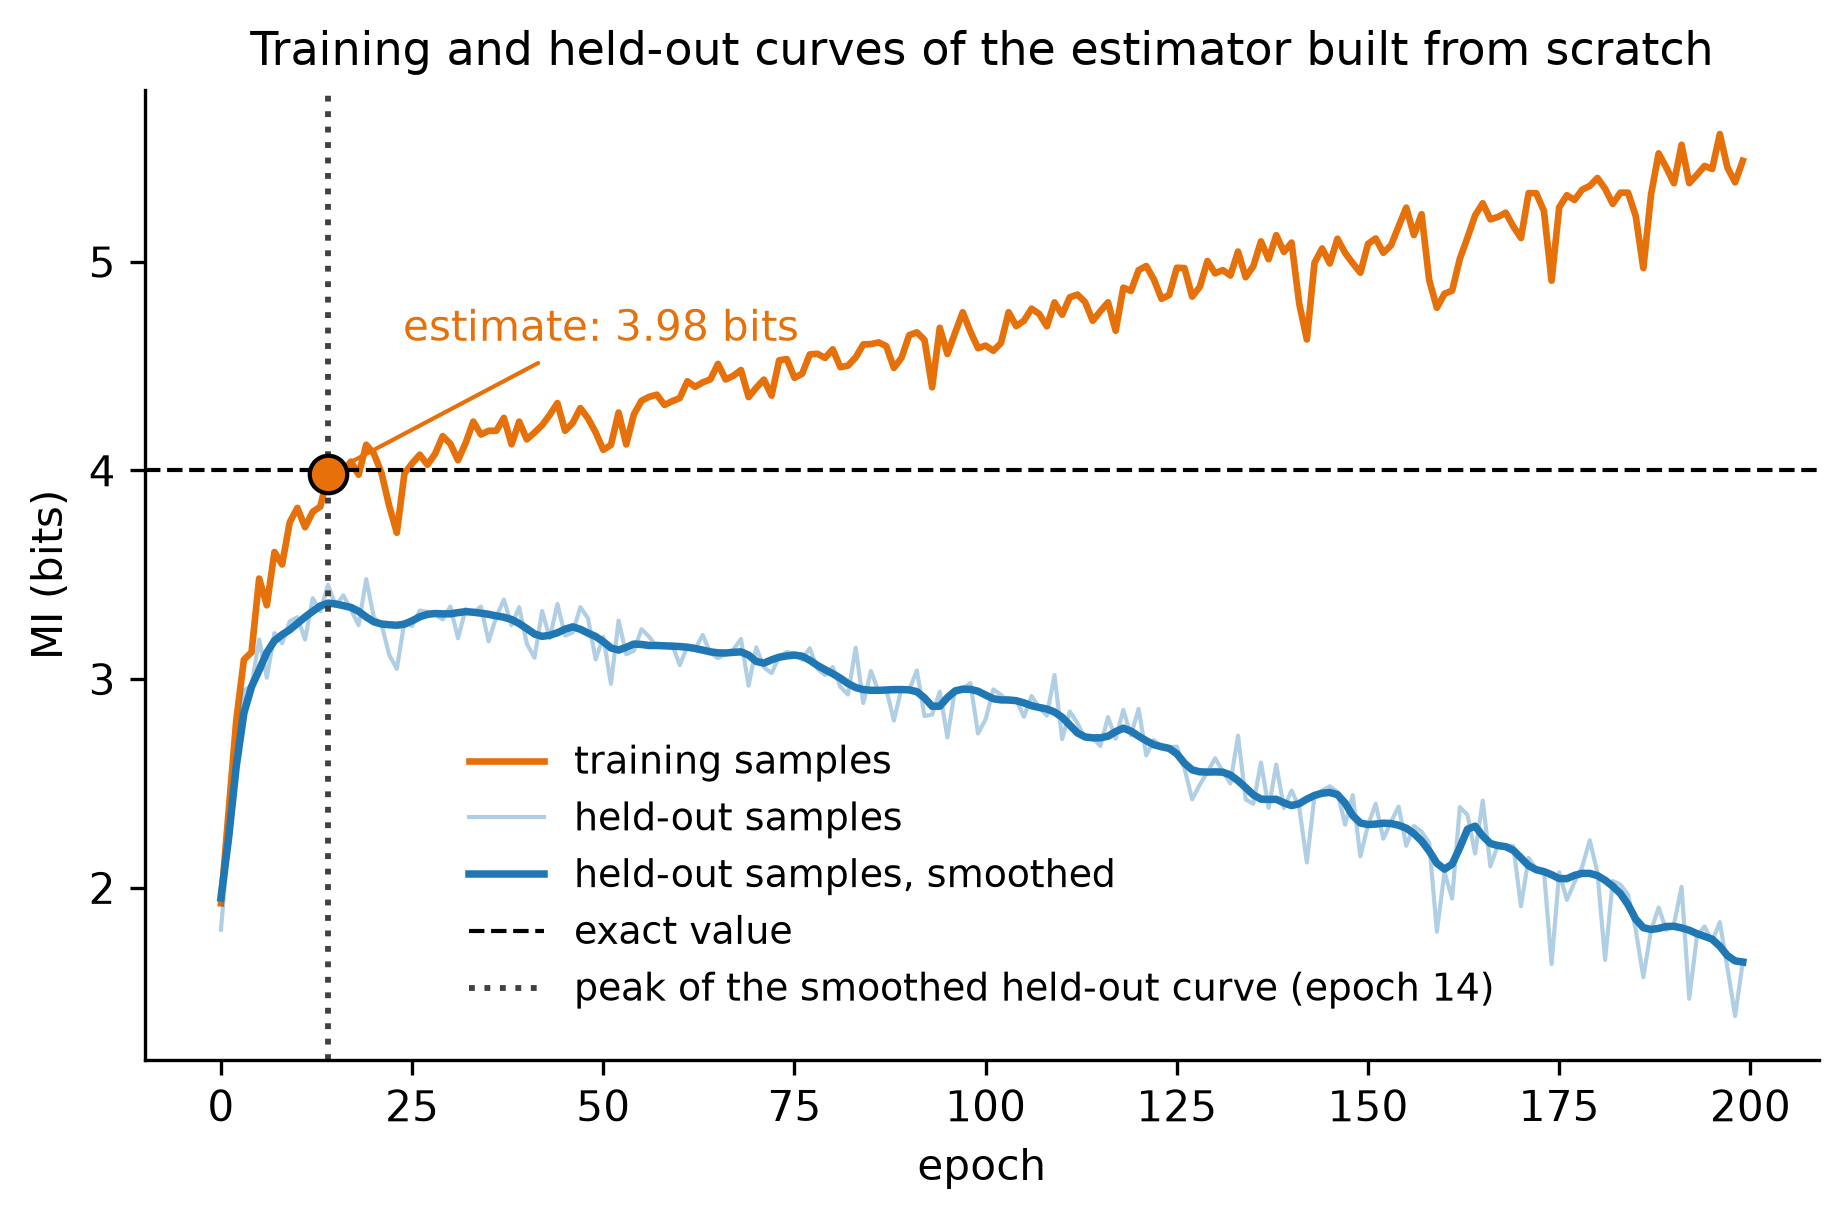 Training and held-out curves of the estimator built from scratch
MI (bits)
5
4
3
2
estimate: 3.98 bits
training samples
held-out samples
held-out samples, smoothed
exact value
peak of the smoothed held-out curve (epoch 14)
0 25 50 75 100 125 150 175 200
epoch